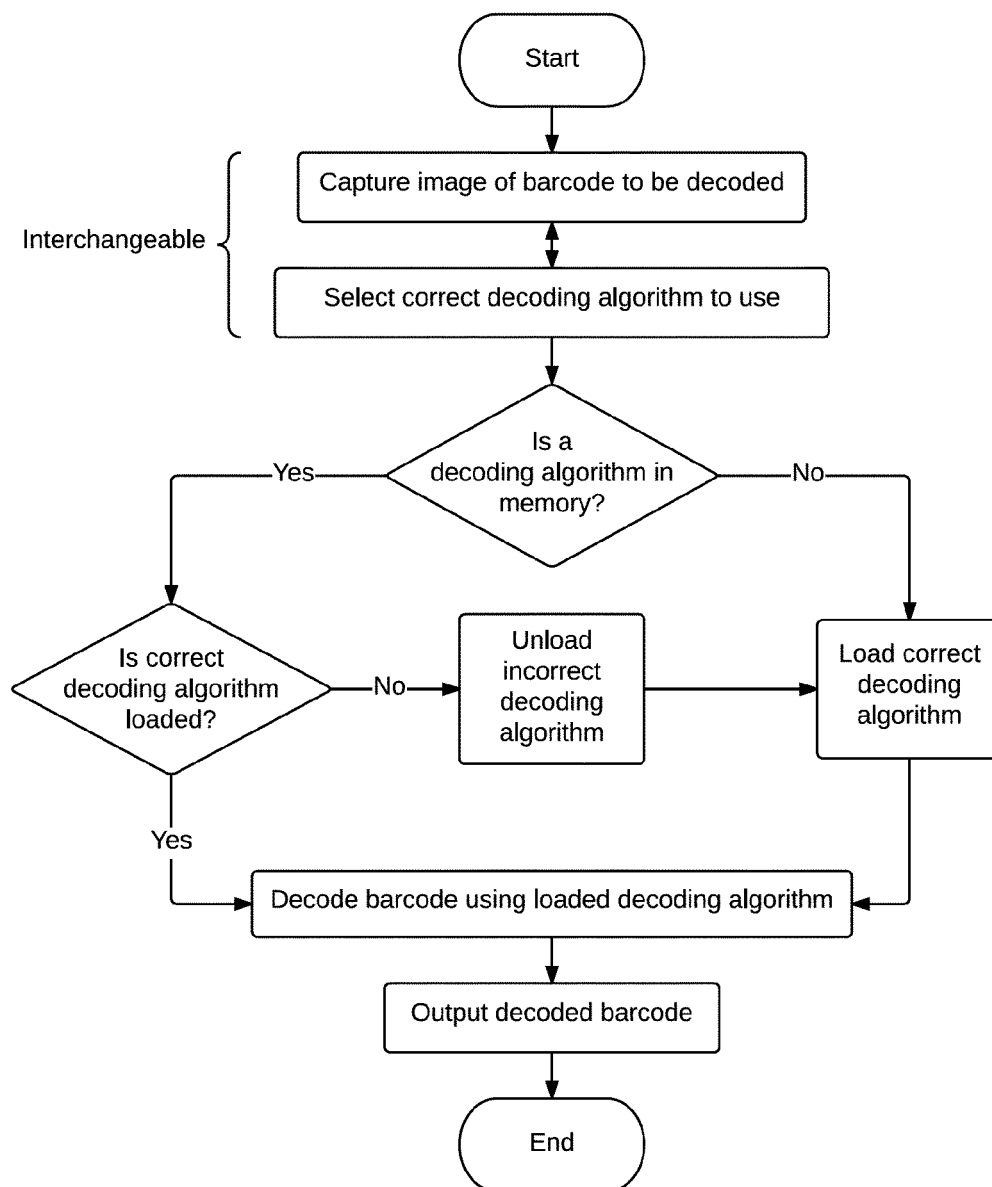 Start
Capture image of barcode to be decoded
Interchangeable
Select correct decoding algorithm to use
Is a
decoding algorithm in
memory?
Yes
No
Is correct
decoding algorithm
loaded?
No
Unload
incorrect
decoding
algorithm
Load correct
decoding
algorithm
Yes
Decode barcode using loaded decoding algorithm
Output decoded barcode
End